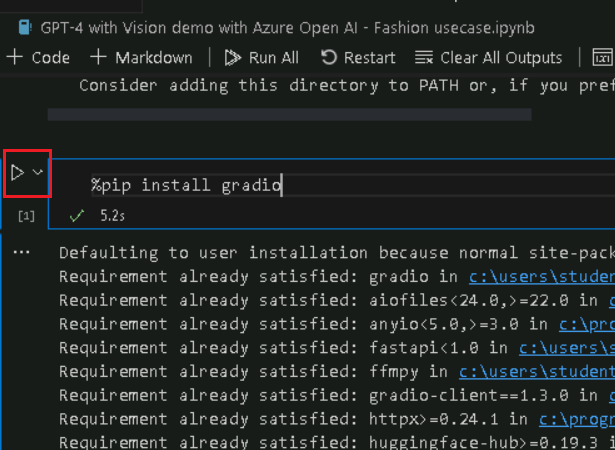 GPT-4 with Vision demo with Azure Open AI - Fashion usecase.ipynb
+ Code + Markdown Run All Restart Clear All Outputs
Consider adding this directory to PATH or, if you pref
%pip install gradio
[1] 5.2s
... Defaulting to user installation because normal site-pack
Requirement already satisfied: gradio in c:\users\studen
Requirement already satisfied: aiofiles<24.0,>=22.0 in c
Requirement already satisfied: anyio<5.0,>=3.0 in c:\pro
Requirement already satisfied: fastapi<1.0 in c:\users\s
Requirement already satisfied: ffmpy in c:\users\student
Requirement already satisfied: gradio-client==1.3.0 in c
Requirement already satisfied: httpx>=0.24.1 in c:\progr
Requirement already satisfied: huggingface-hub>=0.19.3 i